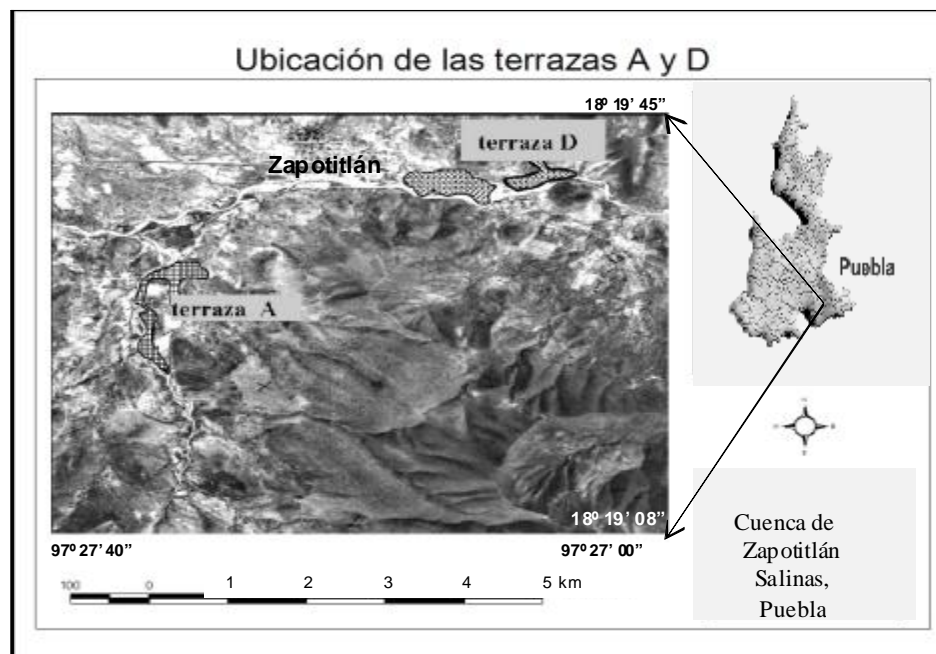 Ubicación de las terrazas A y D
18º 19' 45”
terraza D
Zapotitlán
Puebla
terraza A
18º 19' 08”
97º 27' 40”
97º 27' 00”
100 0 1 2 3 4 5 km
Cuenca de
Zapotitlán
Salinas,
Puebla